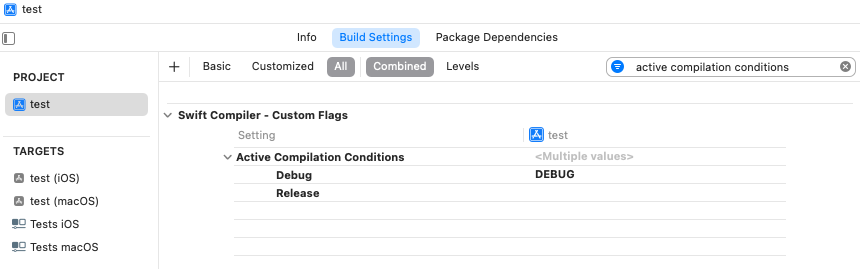 test
Info Build Settings Package Dependencies
PROJECT
test
TARGETS
test (iOS)
test (macOS)
Tests iOS
Tests macOS
+ Basic Customized All Combined Levels active compilation conditions
Swift Compiler - Custom Flags
Setting test
Active Compilation Conditions <Multiple values>
Debug DEBUG
Release